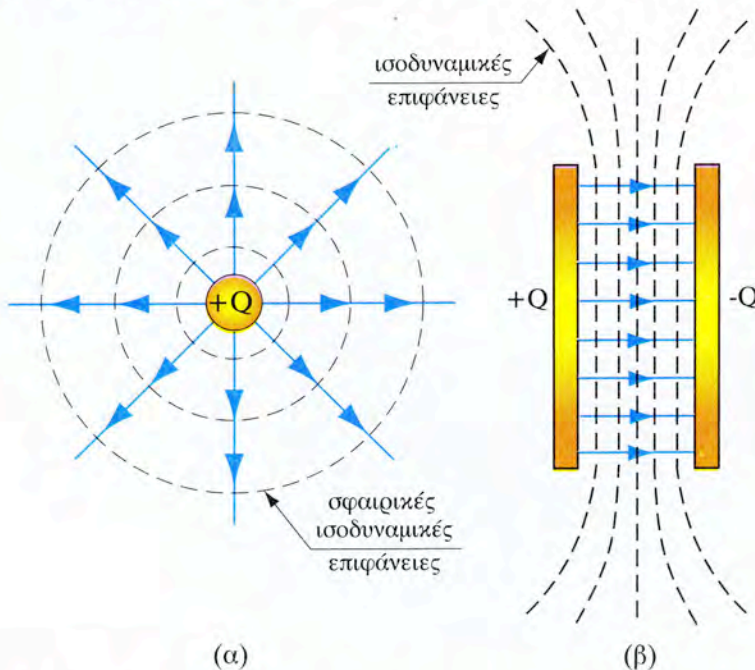 ισοδυναμικές
επιφάνειες
+Q
+Q
-Q
σφαιρικές
ισοδυναμικές
επιφάνειες
(α)
(β)